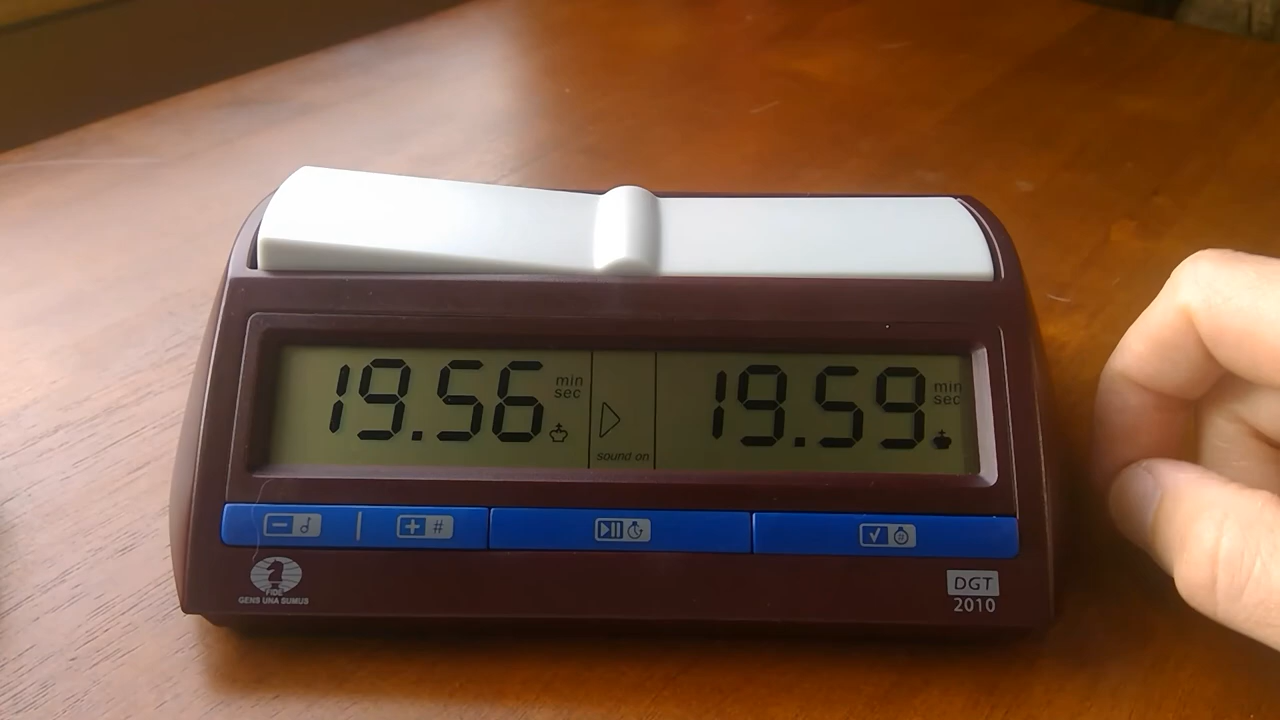 19.56 min sec
19.59 min sec
sound on
- | + #
#
FIDE
GENS UNA SUMUS
DGT
2010